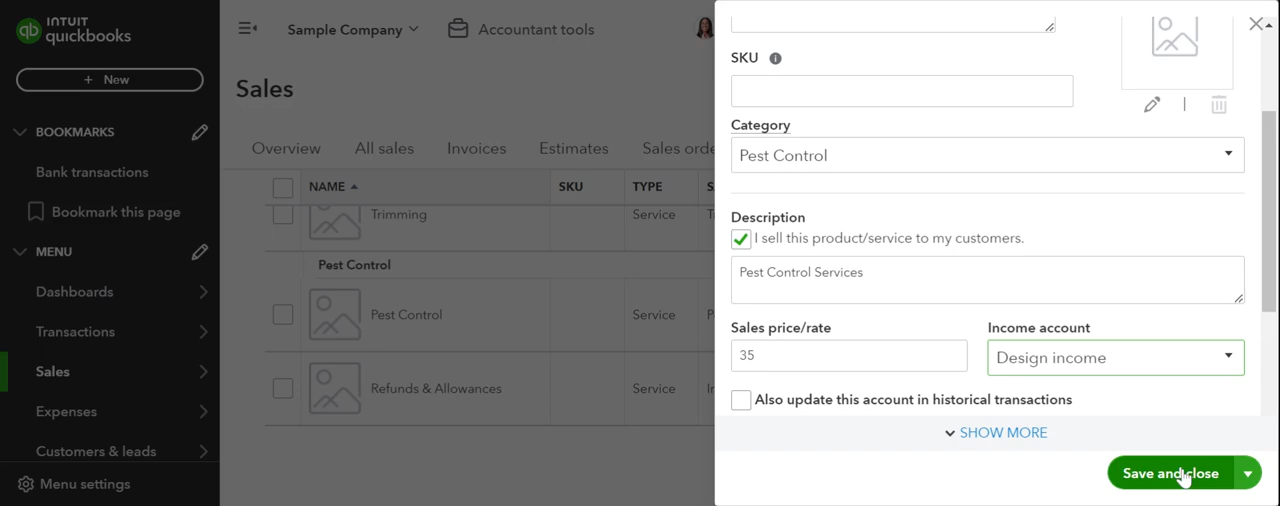 INTUIT
quickbooks
+ New
BOOKMARKS
Bank transactions
Bookmark this page
MENU
Dashboards
Transactions
Sales
Expenses
Customers & leads
Menu settings
Sample Company
Accountant tools
Sales
Overview All sales Invoices Estimates Sales orde
NAME SKU TYPE S
Trimming Service T
Pest Control
Pest Control Service P
Refunds & Allowances Service In
SKU
Category
Pest Control
Description
I sell this product/service to my customers.
Pest Control Services
Sales price/rate Income account
35 Design income
Also update this account in historical transactions
SHOW MORE
Save and close